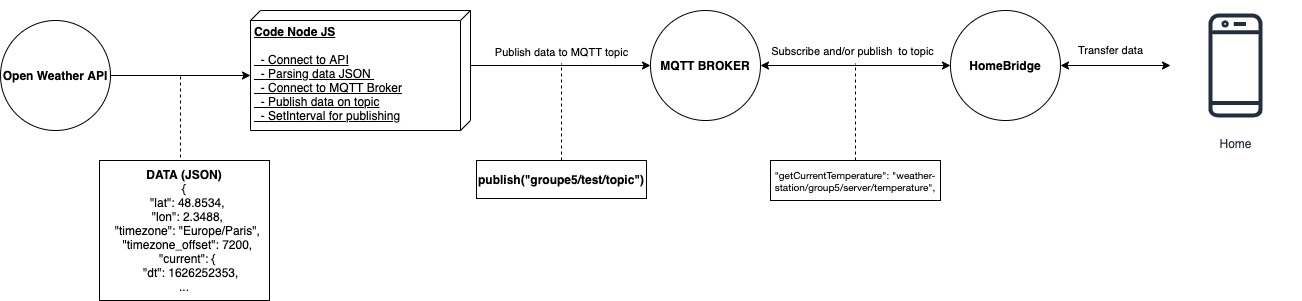 Open Weather API
Code Node JS
- Connect to API
- Parsing data JSON
- Connect to MQTT Broker
- Publish data on topic
- SetInterval for publishing
Publish data to MQTT topic
MQTT BROKER
Subscribe and/or publish to topic
HomeBridge
Transfer data
Home
DATA (JSON)
{
"lat": 48.8534,
"lon": 2.3488,
"timezone": "Europe/Paris",
"timezone_offset": 7200,
"current": {
"dt": 1626252353,
...
publish("groupe5/test/topic")
"getCurrentTemperature": "weather-
station/group5/server/temperature",